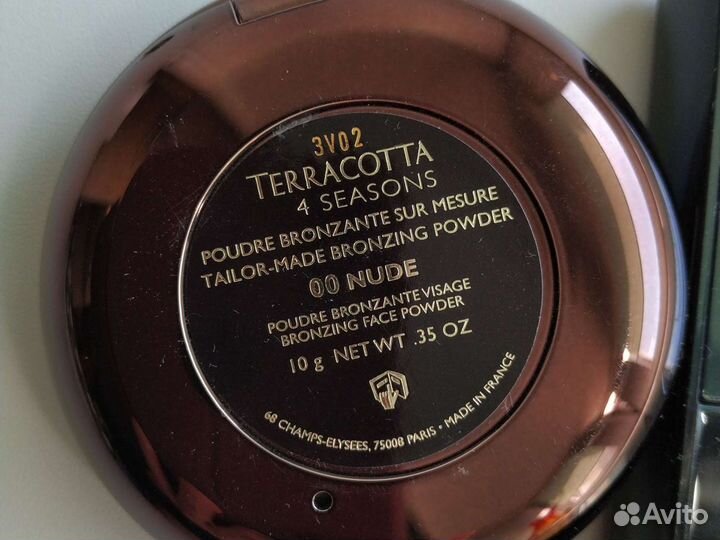 3V02
TERRACOTTA
4 SEASONS
POUDRE BRONZANTE SUR MESURE
TAILOR-MADE BRONZING POWDER
00 NUDE
POUDRE BRONZANTE VISAGE
BRONZING FACE POWDER
10 g NET WT .35 OZ
68 CHAMPS-ELYSEES, 75008 PARIS • MADE IN FRANCE
Avito